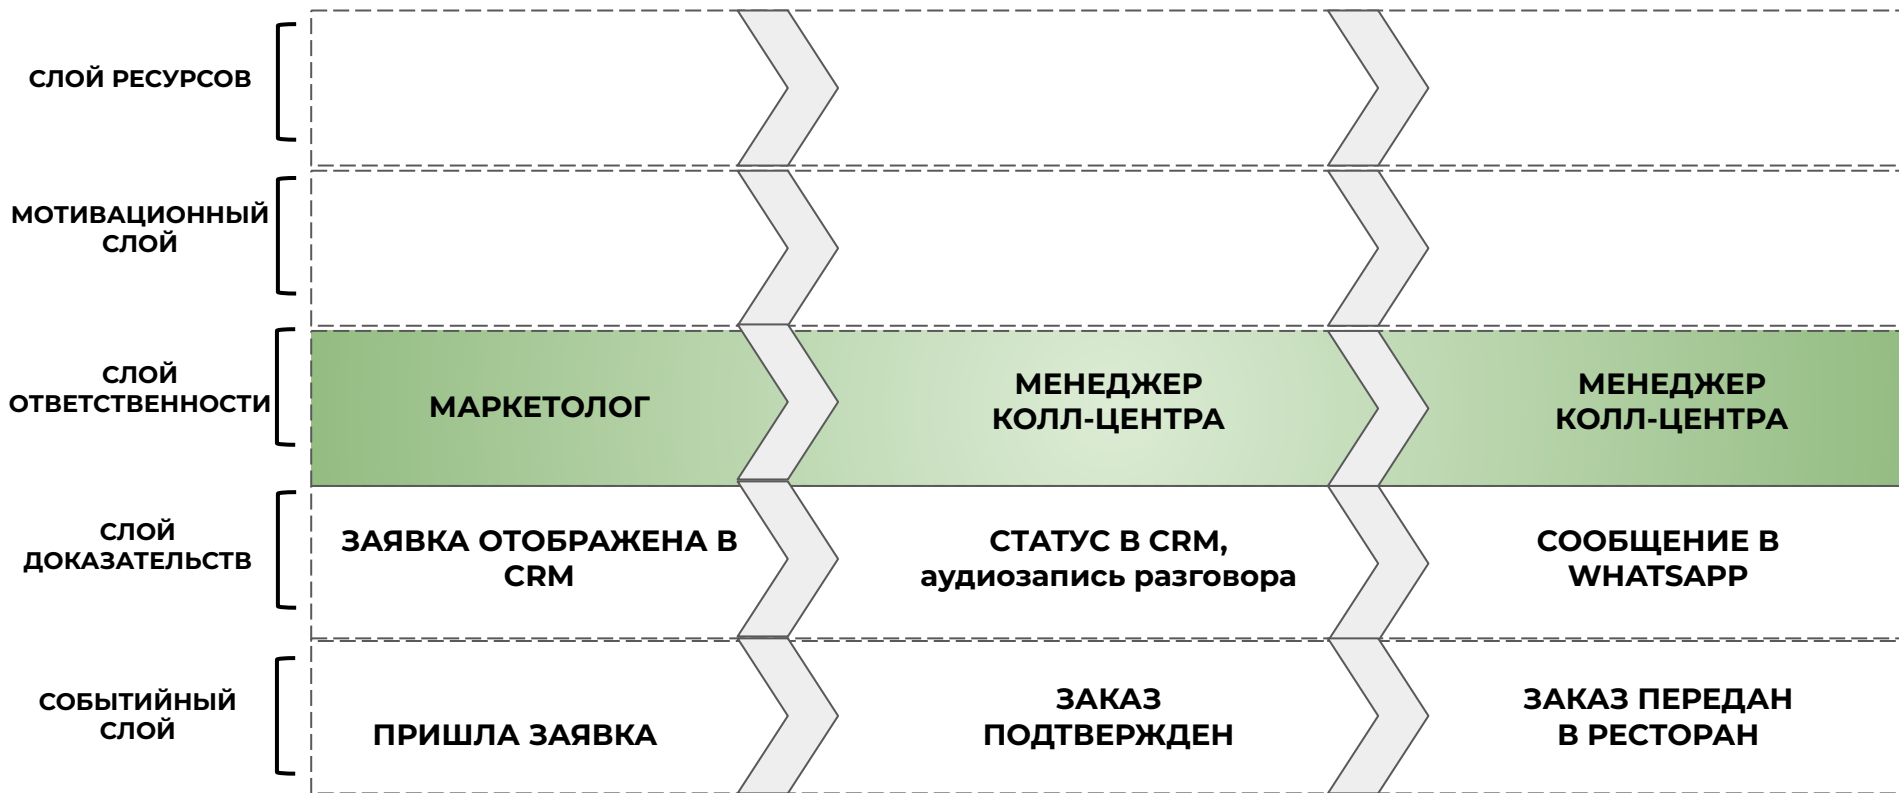 СЛОЙ РЕСУРСОВ
МОТИВАЦИОННЫЙ
СЛОЙ
СЛОЙ
ОТВЕТСТВЕННОСТИ
МАРКЕТОЛОГ
МЕНЕДЖЕР
КОЛЛ-ЦЕНТРА
МЕНЕДЖЕР
КОЛЛ-ЦЕНТРА
СЛОЙ
ДОКАЗАТЕЛЬСТВ
ЗАЯВКА ОТОБРАЖЕНА В
CRM
СТАТУС В CRM,
аудиозапись разговора
СООБЩЕНИЕ В
WHATSAPP
СОБЫТИЙНЫЙ
СЛОЙ
ПРИШЛА ЗАЯВКА
ЗАКАЗ
ПОДТВЕРЖДЕН
ЗАКАЗ ПЕРЕДАН
В РЕСТОРАН